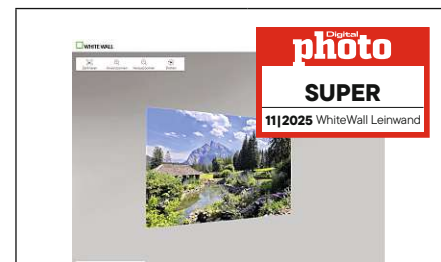 WHITE WALL
Digital
photo
SUPER
11|2025 WhiteWall Leinwand